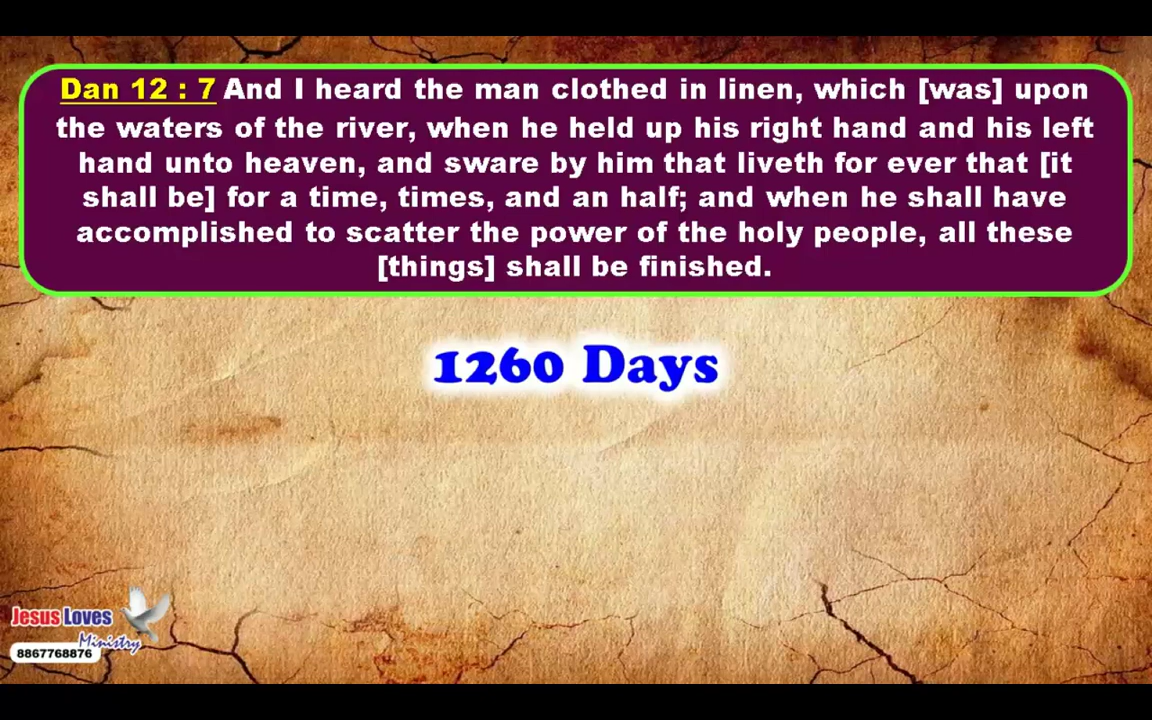 Dan 12 : 7 And I heard the man clothed in linen, which [was] upon
the waters of the river, when he held up his right hand and his left
hand unto heaven, and sware by him that liveth for ever that [it
shall be] for a time, times, and an half; and when he shall have
accomplished to scatter the power of the holy people, all these
[things] shall be finished.
1260 Days
Jesus Loves
Ministry
8867768876